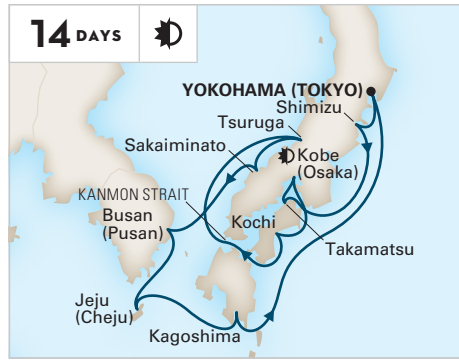 14 DAYS
YOKOHAMA (TOKYO)
Shimizu
Tsuruga
Sakaiminato
Kobe
(Osaka)
KANMON STRAIT
Busan
(Pusan)
Kochi
Takamatsu
Jeju
(Cheju)
Kagoshima